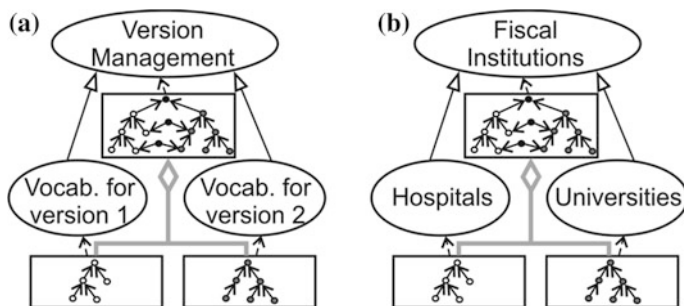 (a)
Version
Management
Vocab. for
version 1
Vocab. for
version 2
(b)
Fiscal
Institutions
Hospitals
Universities